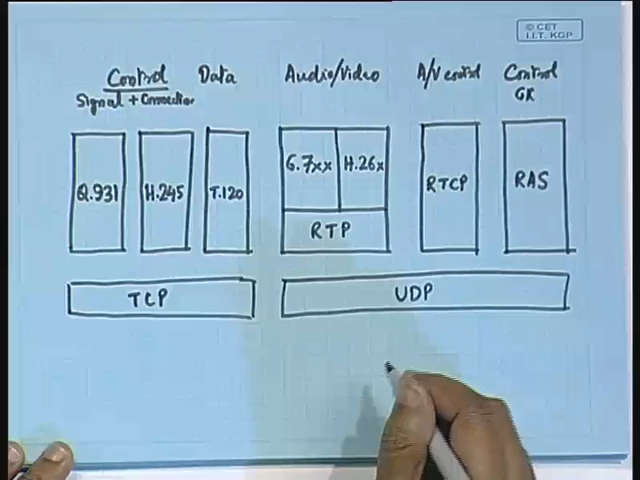 © CET
I.I.T. KGP
Control Data Audio/Video A/V control Control
Signal + Connection GK
Q.931 H.245 T.120 G.7xx H.26x RTCP RAS
RTP
TCP UDP